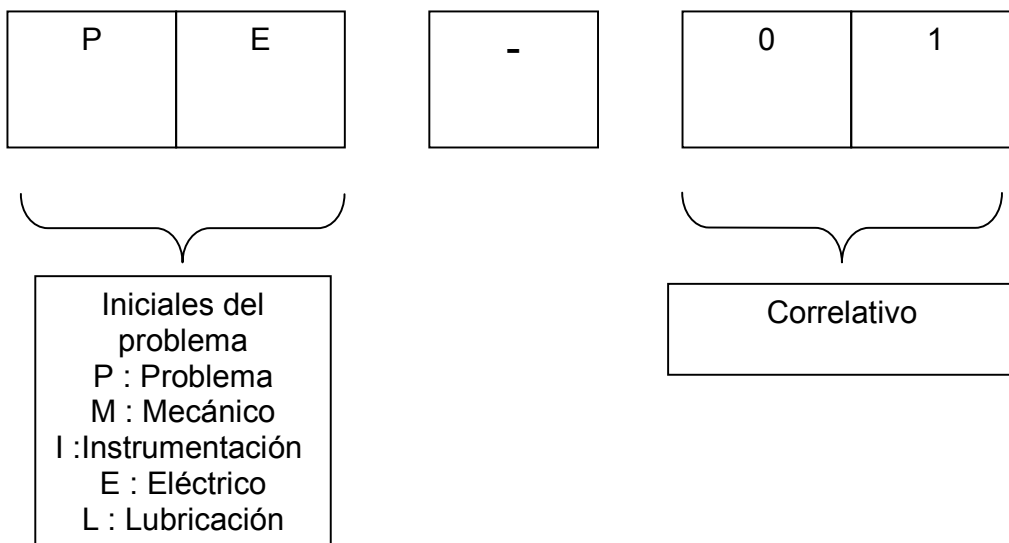 P E - 0 1
Iniciales del
problema
P : Problema
M : Mecánico
I :Instrumentación
E : Eléctrico
L : Lubricación
Correlativo